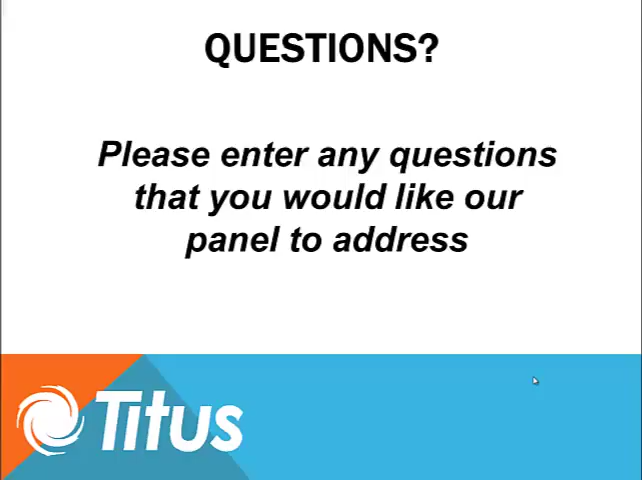 QUESTIONS?
Please enter any questions
that you would like our
panel to address
Titus